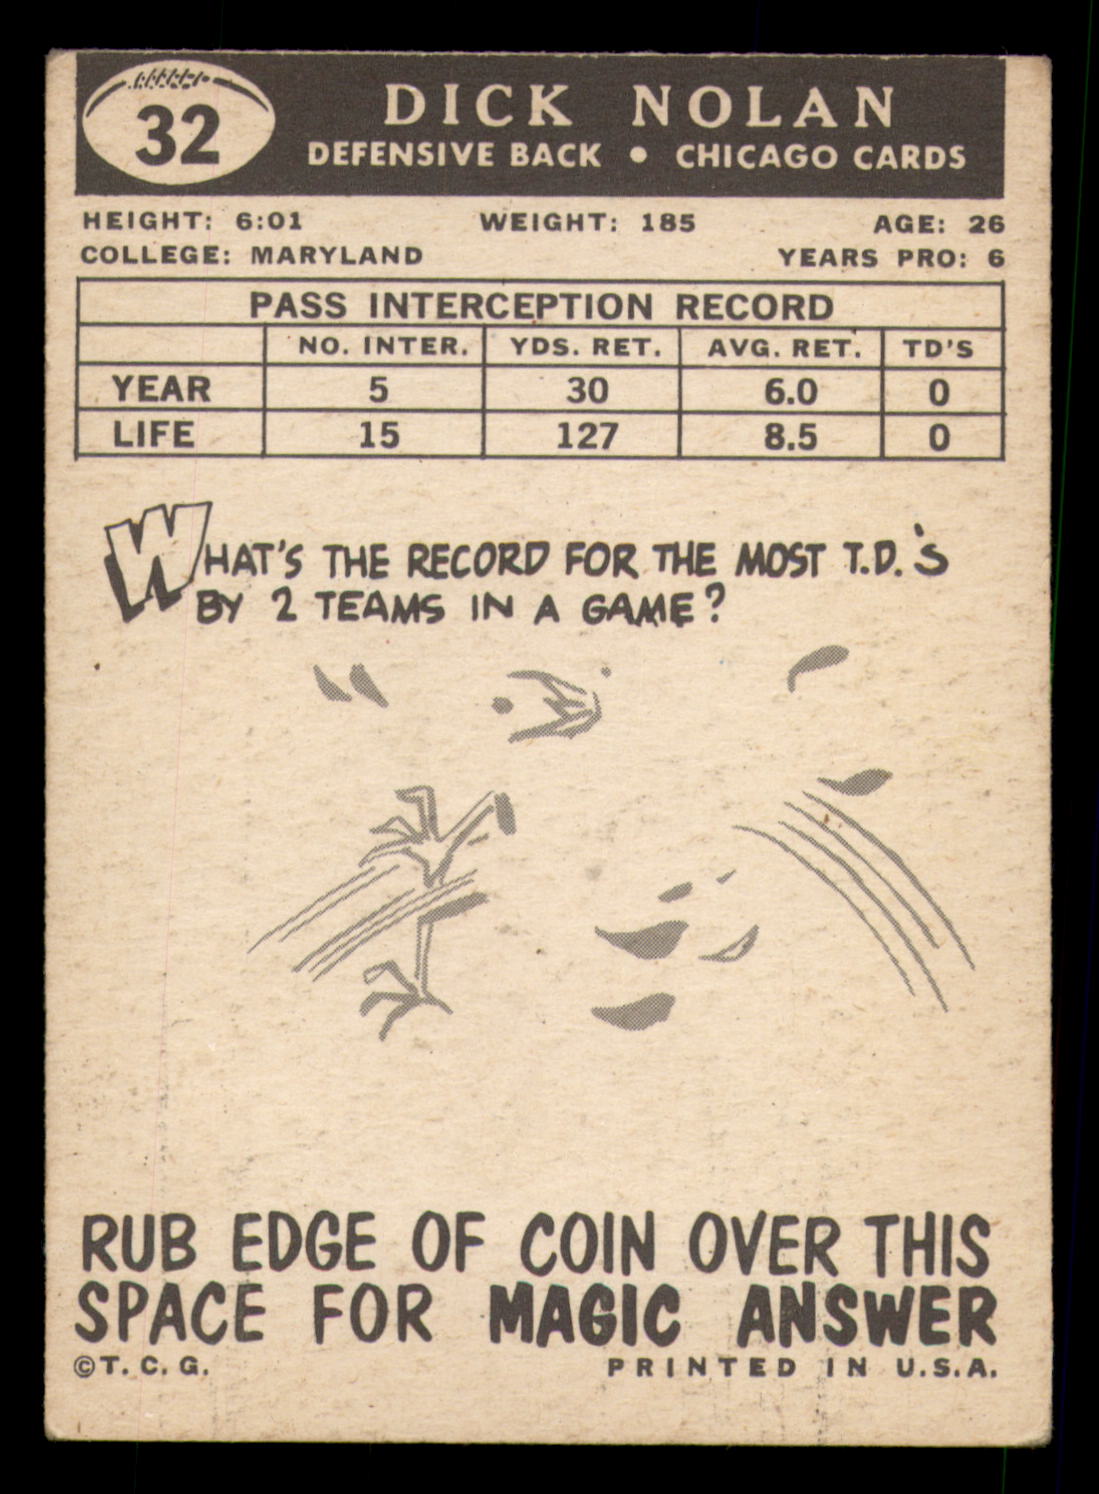 32
DICK NOLAN
DEFENSIVE BACK • CHICAGO CARDS
HEIGHT: 6:01 WEIGHT: 185 AGE: 26
COLLEGE: MARYLAND YEARS PRO: 6
PASS INTERCEPTION RECORD
NO. INTER. YDS. RET. AVG. RET. TD'S
YEAR 5 30 6.0 0
LIFE 15 127 8.5 0
WHAT'S THE RECORD FOR THE MOST T.D.'S
BY 2 TEAMS IN A GAME?
RUB EDGE OF COIN OVER THIS
SPACE FOR MAGIC ANSWER
©T.C.G. PRINTED IN U.S.A.